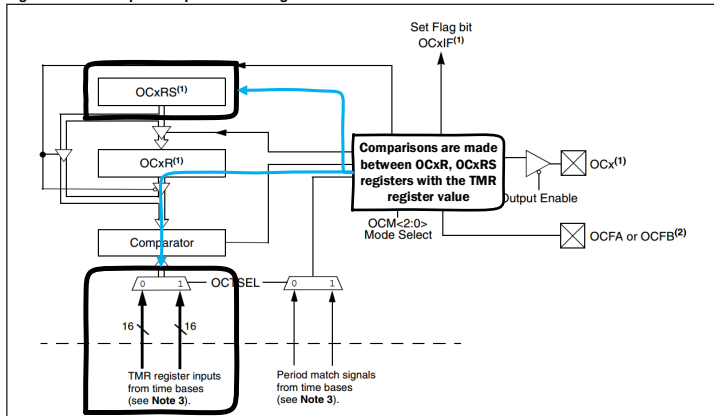 Set Flag bit
OCxIF(1)
OCxRS(1)
Comparisons are made
between OCxR, OCxRS
registers with the TMR
register value
OCxR(1)
OCx(1)
Output Enable
OCM<2:0>
Mode Select
OCFA or OCFB(2)
Comparator
0 1
OCTSEL
0 1
16
16
TMR register inputs
from time bases
(see Note 3).
Period match signals
from time bases
(see Note 3).